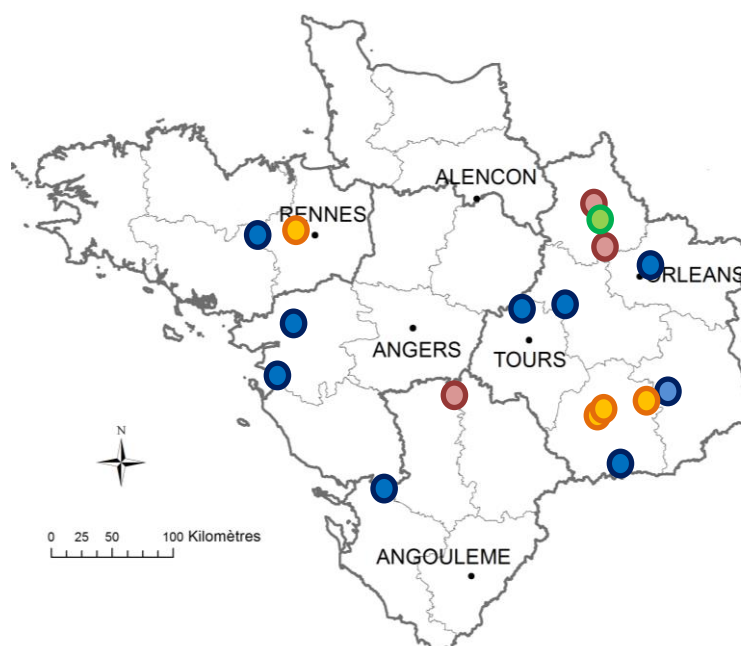 ALENCON
RENNES
ORLEANS
ANGERS
TOURS
N
0 25 50 100 Kilomètres
ANGOULEME